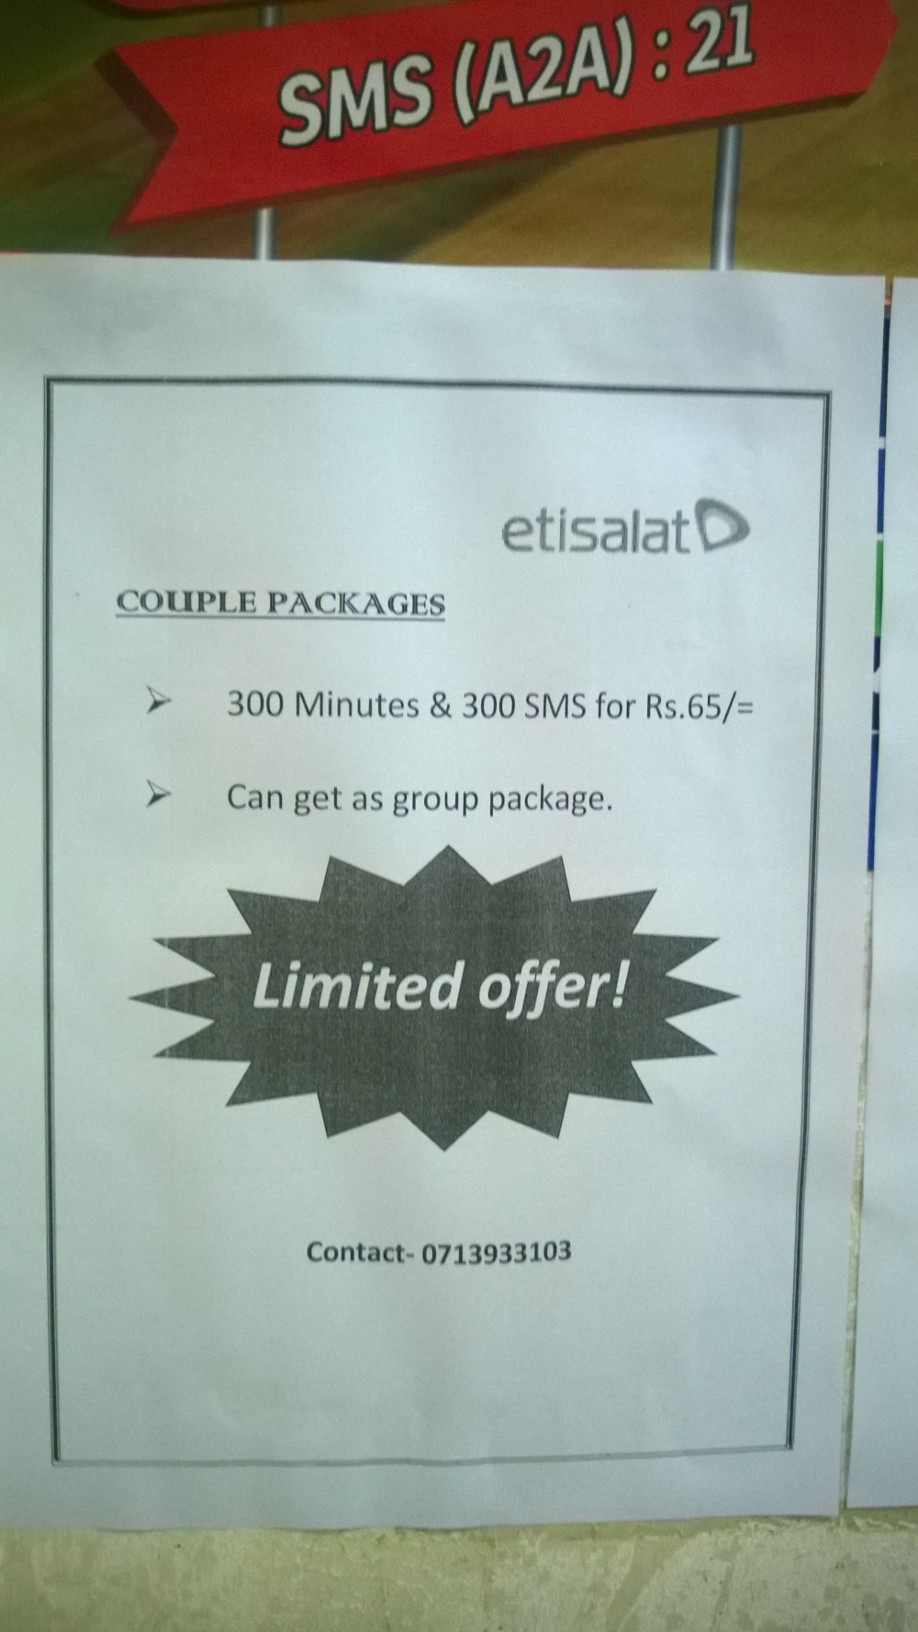 SMS (A2A) : 21
etisalat
COUPLE PACKAGES
➢ 300 Minutes & 300 SMS for Rs.65/=
➢ Can get as group package.
Limited offer!
Contact- 0713933103